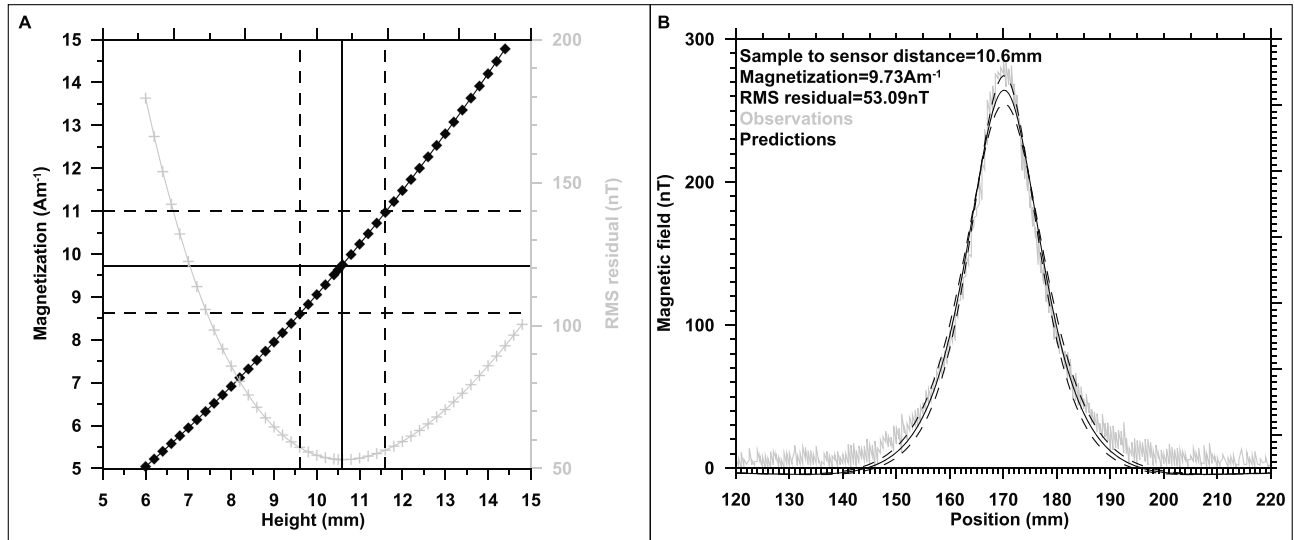 A
15
14
13
12
11
10
9
8
7
6
5
Magnetization (Am⁻¹)
200
150
100
50
RMS residual (nT)
5 6 7 8 9 10 11 12 13 14 15
Height (mm)
B
300
200
100
0
Magnetic field (nT)
Sample to sensor distance=10.6mm
Magnetization=9.73Am⁻¹
RMS residual=53.09nT
Observations
Predictions
120 130 140 150 160 170 180 190 200 210 220
Position (mm)